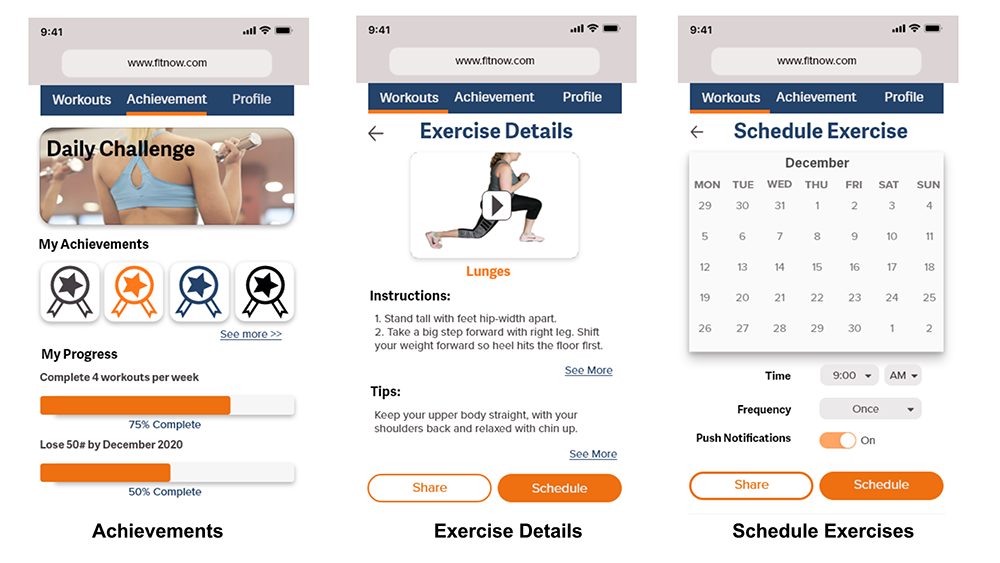 9:41
www.fitnow.com
Workouts Achievement Profile
Daily Challenge
My Achievements
See more >>
My Progress
Complete 4 workouts per week
75% Complete
Lose 50# by December 2020
50% Complete
Achievements
9:41
www.fitnow.com
Workouts Achievement Profile
Exercise Details
Lunges
Instructions:
1. Stand tall with feet hip-width apart.
2. Take a big step forward with right leg. Shift
your weight forward so heel hits the floor first.
See More
Tips:
Keep your upper body straight, with your
shoulders back and relaxed with chin up.
See More
Share Schedule
Exercise Details
9:41
www.fitnow.com
Workouts Achievement Profile
Schedule Exercise
December
MON TUE WED THU FRI SAT SUN
29 30 31 1 2 3 4
5 6 7 8 9 10 11
12 13 14 15 16 17 18
19 20 21 22 23 24 25
26 27 28 29 30 1 2
Time 9:00 AM
Frequency Once
Push Notifications On
Share Schedule
Schedule Exercises